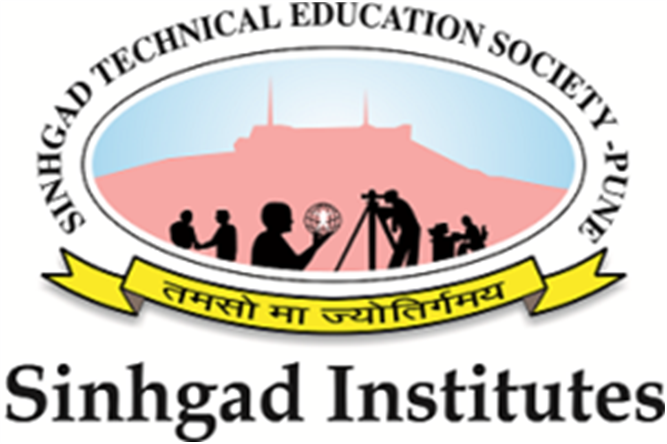 SINHGAD TECHNICAL EDUCATION SOCIETY - PUNE
तमसो मा ज्योतिर्गमय
Sinhgad Institutes